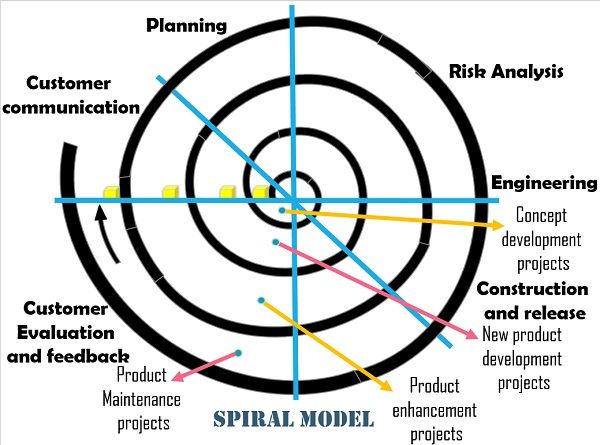 Planning
Customer
communication
Risk Analysis
Engineering
Concept
development
projects
Construction
and release
New product
development
projects
Customer
Evaluation
and feedback
Product
Maintenance
projects
Product
enhancement
projects
SPIRAL MODEL